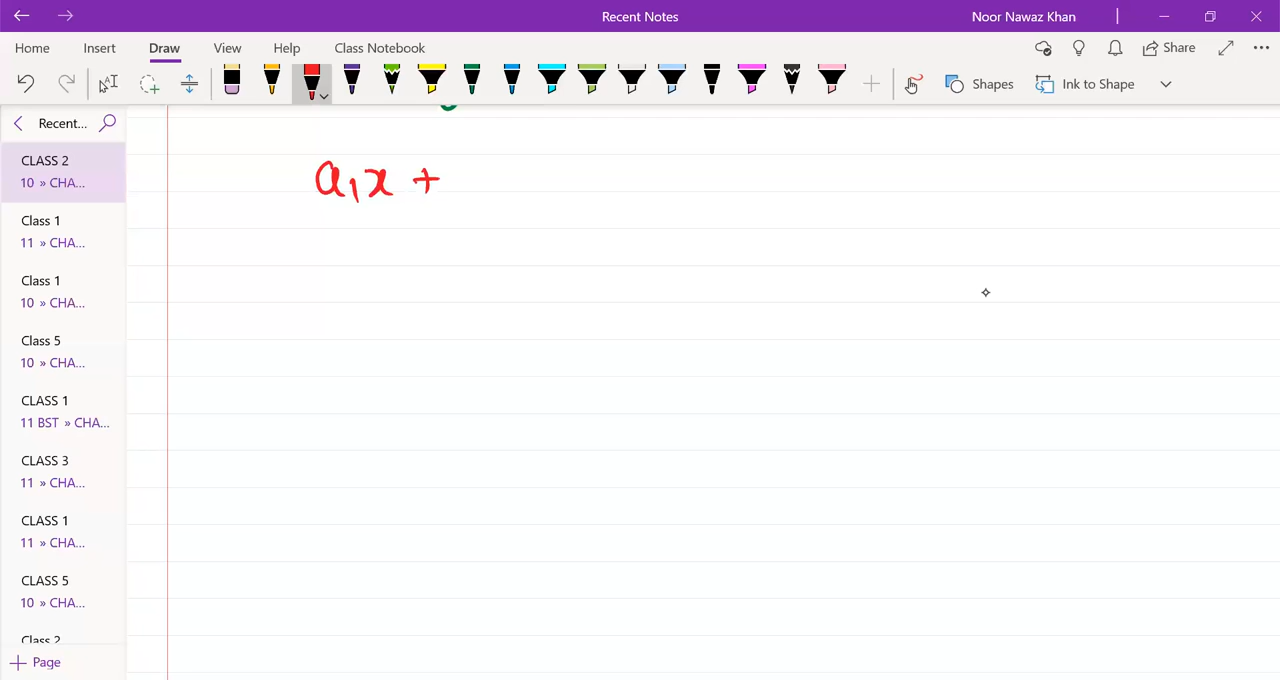 Recent Notes
Noor Nawaz Khan
Home Insert Draw View Help Class Notebook Share
Shapes Ink to Shape
Recent...
CLASS 2
10 » CHA...
Class 1
11 » CHA...
Class 1
10 » CHA...
Class 5
10 » CHA...
CLASS 1
11 BST » CHA...
CLASS 3
11 » CHA...
CLASS 1
11 » CHA...
CLASS 5
10 » CHA...
Class 2
Page
a₁x +